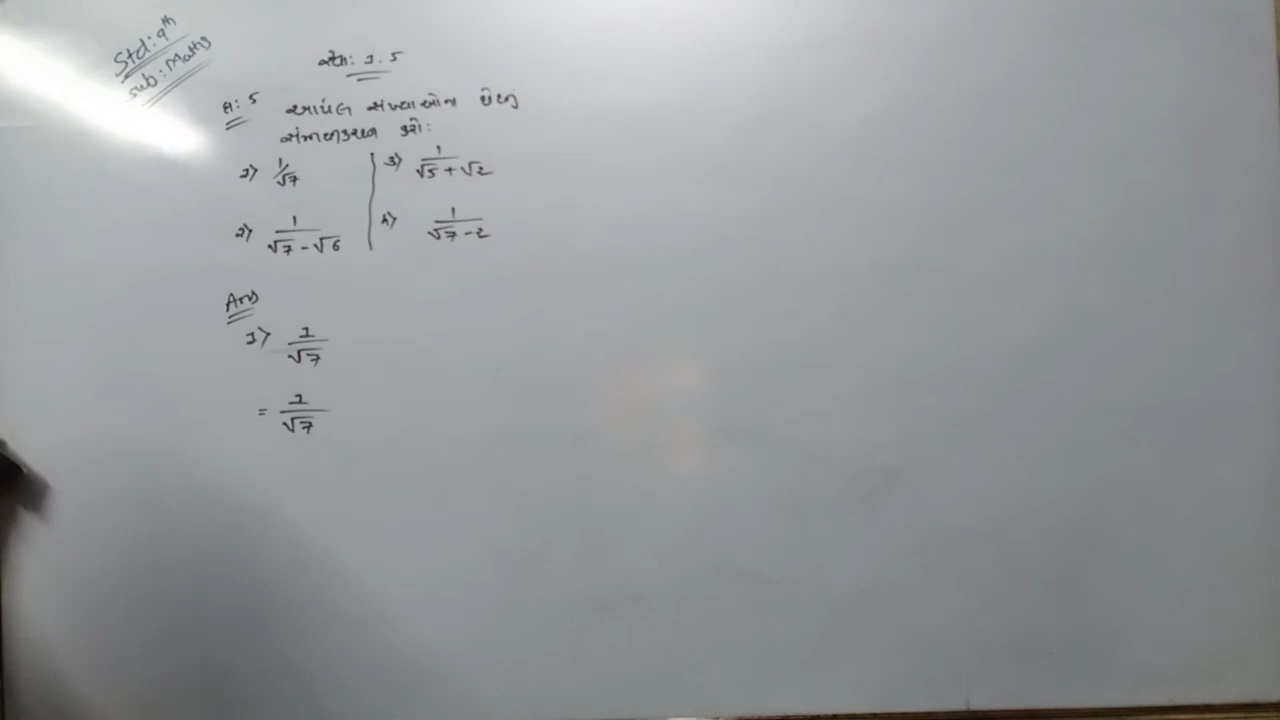 Std: 9th
Sub: Maths
સ્વા: 1.5
પ્ર: 5 આપેલ સંખ્યાઓના છેદનું
સંમેયીકરણ કરો:
1) 1/√7
2) 1/(√7 - √6)
3) 1/(√5 + √2)
4) 1/(√7 - 2)
Ans
1) 1/√7
= 1/√7